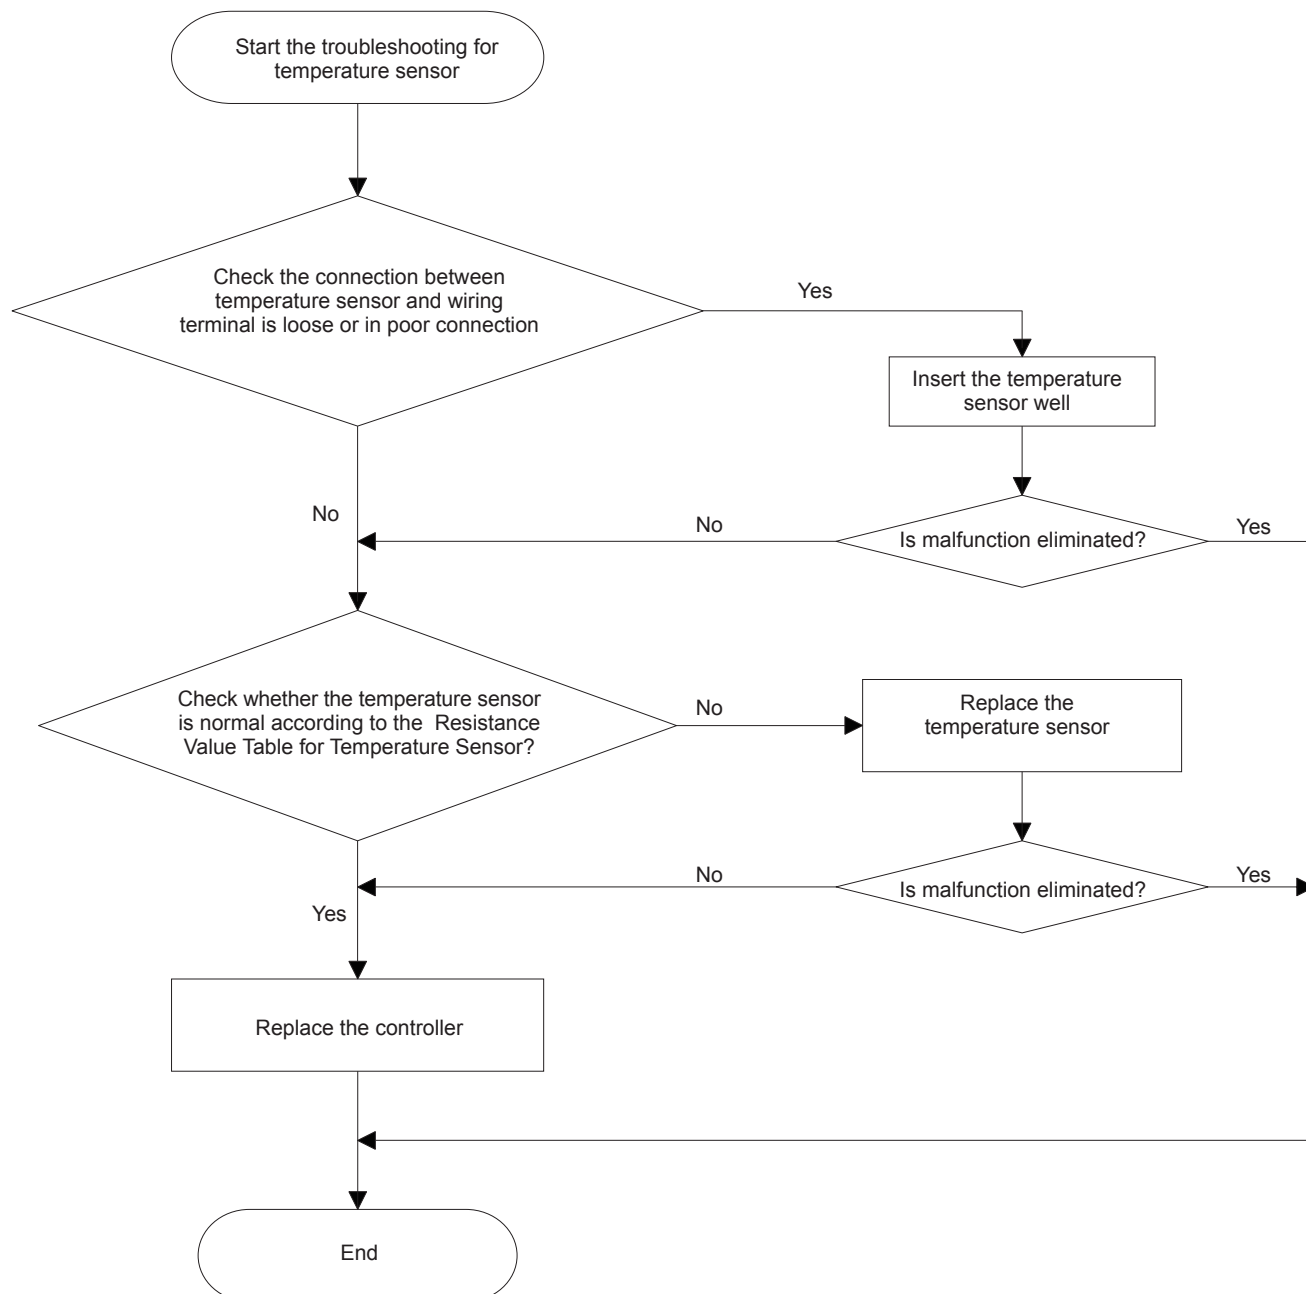 Start the troubleshooting for
temperature sensor
Check the connection between
temperature sensor and wiring
terminal is loose or in poor connection
Yes
Insert the temperature
sensor well
No
No
Is malfunction eliminated?
Yes
Check whether the temperature sensor
is normal according to the Resistance
Value Table for Temperature Sensor?
No
Replace the
temperature sensor
No
Is malfunction eliminated?
Yes
Yes
Replace the controller
End